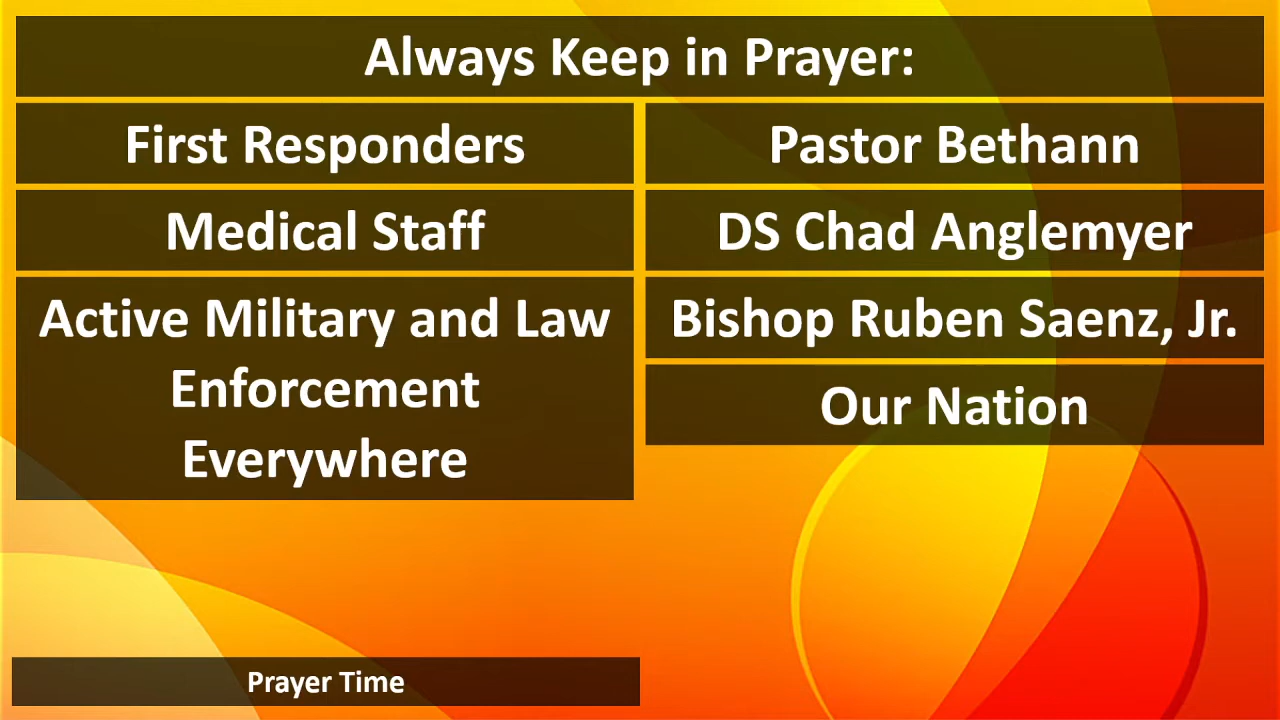 Always Keep in Prayer:
First Responders
Medical Staff
Active Military and Law
Enforcement
Everywhere
Pastor Bethann
DS Chad Anglemyer
Bishop Ruben Saenz, Jr.
Our Nation
Prayer Time